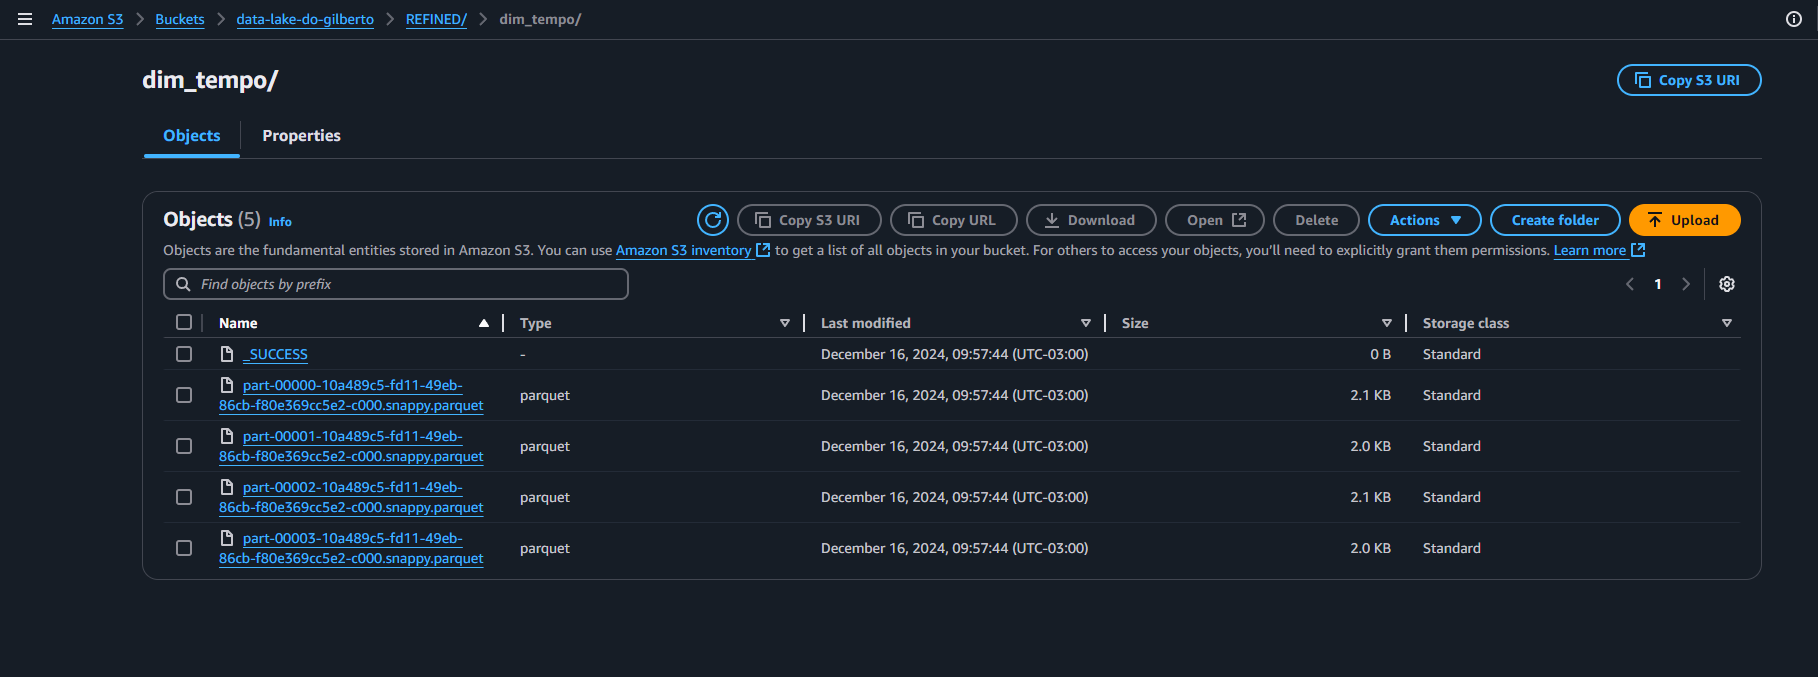 Amazon S3 > Buckets > data-lake-do-gilberto > REFINED/ > dim_tempo/
dim_tempo/
Copy S3 URI
Objects
Properties
Objects (5) Info
Copy S3 URI
Copy URL
Download
Open
Delete
Actions
Create folder
Upload
Objects are the fundamental entities stored in Amazon S3. You can use Amazon S3 inventory to get a list of all objects in your bucket. For others to access your objects, you'll need to explicitly grant them permissions. Learn more
Find objects by prefix
1
Name Type Last modified Size Storage class
_SUCCESS - December 16, 2024, 09:57:44 (UTC-03:00) 0 B Standard
part-00000-10a489c5-fd11-49eb-
86cb-f80e369cc5e2-c000.snappy.parquet parquet December 16, 2024, 09:57:44 (UTC-03:00) 2.1 KB Standard
part-00001-10a489c5-fd11-49eb-
86cb-f80e369cc5e2-c000.snappy.parquet parquet December 16, 2024, 09:57:44 (UTC-03:00) 2.0 KB Standard
part-00002-10a489c5-fd11-49eb-
86cb-f80e369cc5e2-c000.snappy.parquet parquet December 16, 2024, 09:57:44 (UTC-03:00) 2.1 KB Standard
part-00003-10a489c5-fd11-49eb-
86cb-f80e369cc5e2-c000.snappy.parquet parquet December 16, 2024, 09:57:44 (UTC-03:00) 2.0 KB Standard